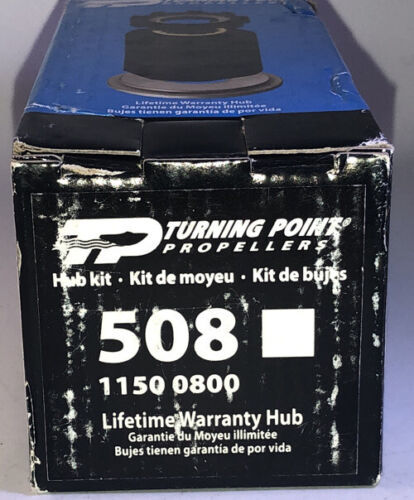 TP
Lifetime Warranty Hub
Garantie du Moyeu illimitée
Bujes tienen garantía de por vida
TP TURNING POINT®
PROPELLERS
Hub kit · Kit de moyeu · Kit de bujes
508
1150 0800
Lifetime Warranty Hub
Garantie du Moyeu illimitée
Bujes tienen garantía de por vida